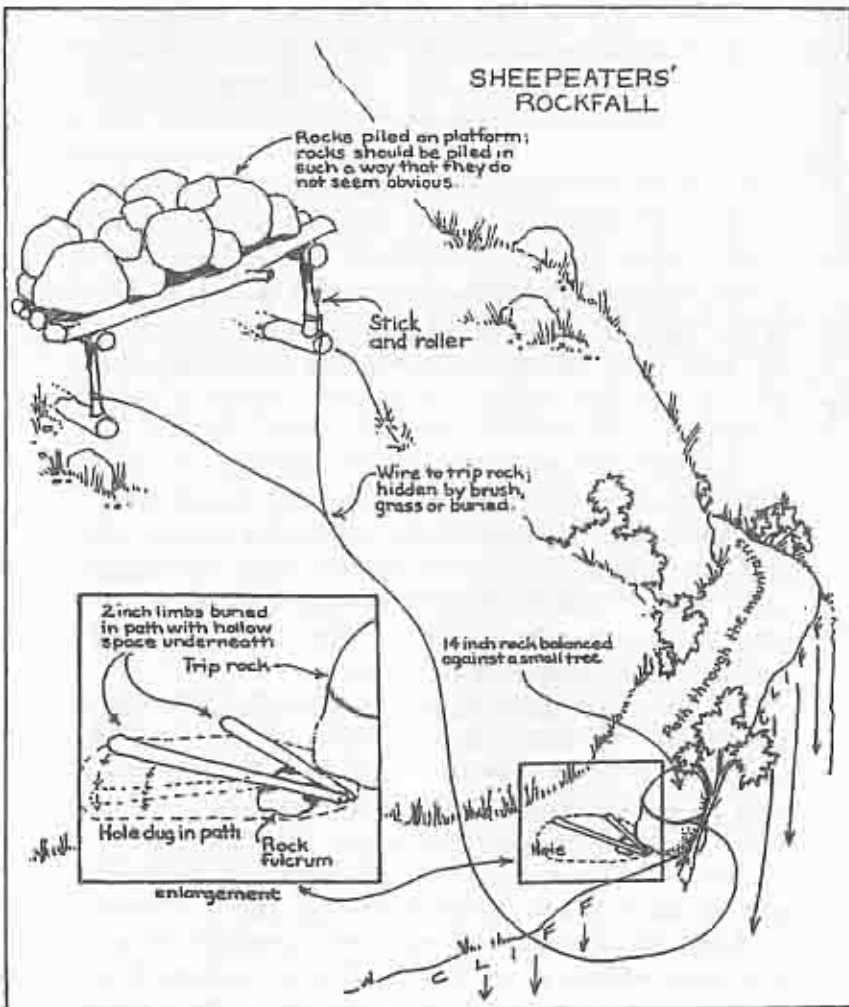 SHEEPEATERS'
ROCKFALL
Rocks piled on platform;
rocks should be piled in
such a way that they do
not seem obvious.
Stick
and roller
Wire to trip rock;
hidden by brush,
grass or buried.
2 inch limbs buried
in path with hollow
space underneath
Trip rock
Hole dug in path
Rock
fulcrum
enlargement
14 inch rock balanced
against a small tree
Path through the mountains
Hole
CLIFF
CLIFF